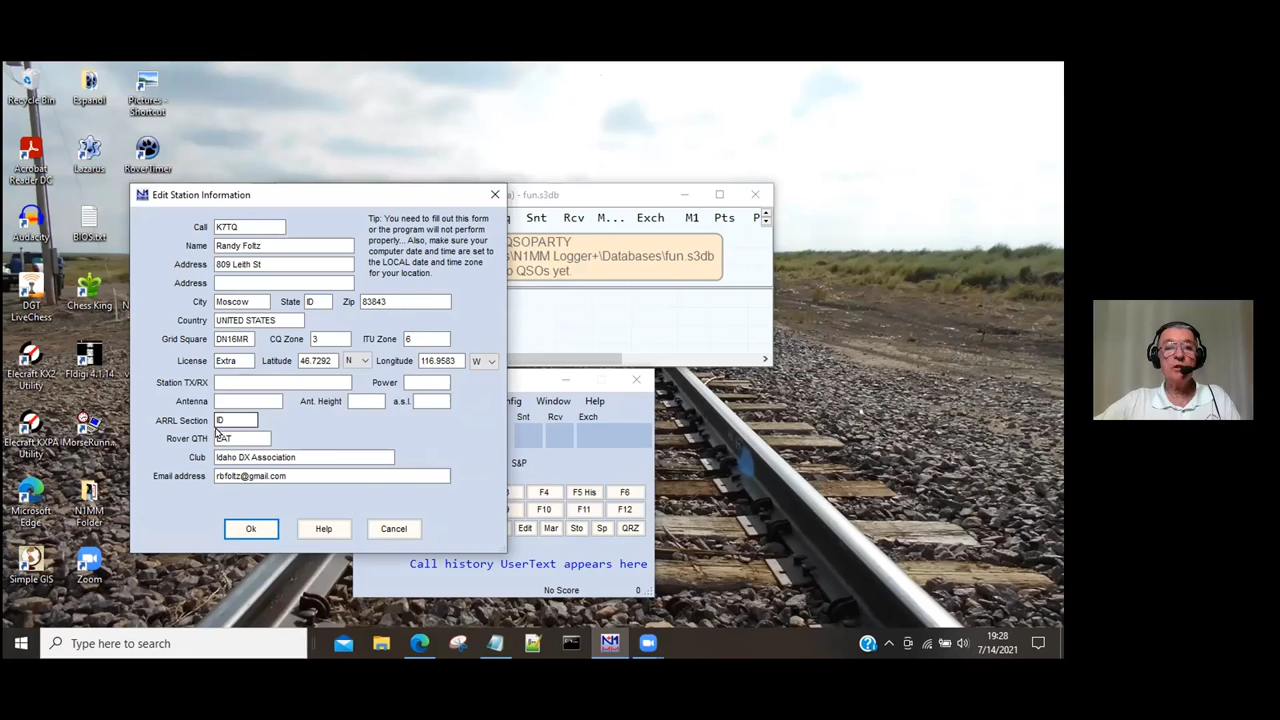 Recycle Bin
Espanol
Pictures - Shortcut
Acrobat Reader DC
Lazarus
RoverTimer
Audacity
BIOS.txt
DGT LiveChess
Chess King
Elecraft KX2 Utility
Fldigi 4.1.14
Elecraft KXPA Utility
MorseRunn...
Microsoft Edge
N1MM Folder
Simple GIS
Zoom
Edit Station Information
Call K7TQ
Name Randy Foltz
Address 809 Leith St
Address
City Moscow State ID Zip 83843
Country UNITED STATES
Grid Square DN16MR CQ Zone 3 ITU Zone 6
License Extra Latitude 46.7292 N Longitude 116.9583 W
Station TX/RX Power
Antenna Ant. Height a.s.l.
ARRL Section ID
Rover QTH
Club Idaho DX Association
Email address rbfoltz@gmail.com
Tip: You need to fill out this form
or the program will not perform
properly... Also, make sure your
computer date and time are set to
the LOCAL date and time zone
for your location.
Ok Help Cancel
- fun.s3db
Snt Rcv M... Exch M1 Pts P
QSOPARTY
s\N1MM Logger+\Databases\fun.s3db
QSOs yet.
Window Help
Snt Rcv Exch
S&P
F4 F5 His F6
F10 F11 F12
Edit Mar Sto Sp QRZ
Call history UserText appears here
No Score 0
Type here to search
19:28
7/14/2021